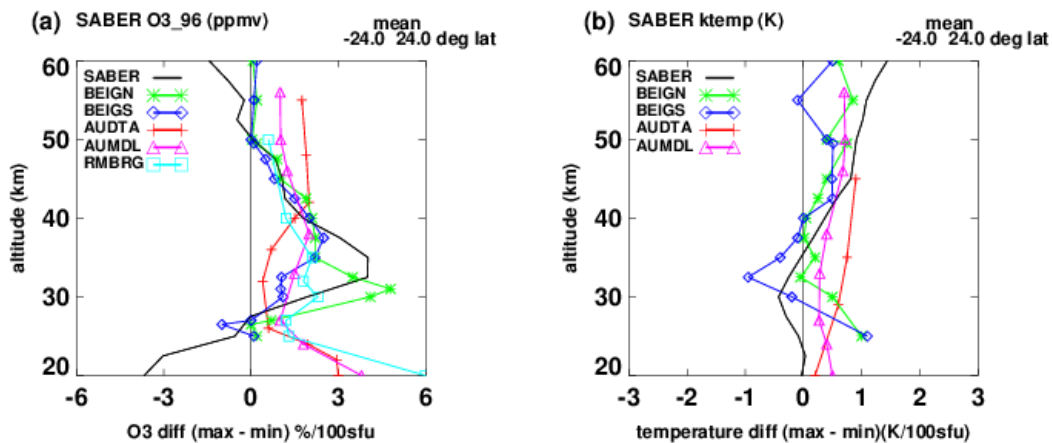 (a) SABER O3_96 (ppmv) mean
-24.0 24.0 deg lat
60
50
40
30
20
altitude (km)
SABER
BEIGN
BEIGS
AUDTA
AUMDL
RMBRG
-6 -3 0 3 6
O3 diff (max - min) %/100sfu
(b) SABER ktemp (K) mean
-24.0 24.0 deg lat
60
50
40
30
20
altitude (km)
SABER
BEIGN
BEIGS
AUDTA
AUMDL
-3 -2 -1 0 1 2 3
temperature diff (max - min)(K/100sfu)